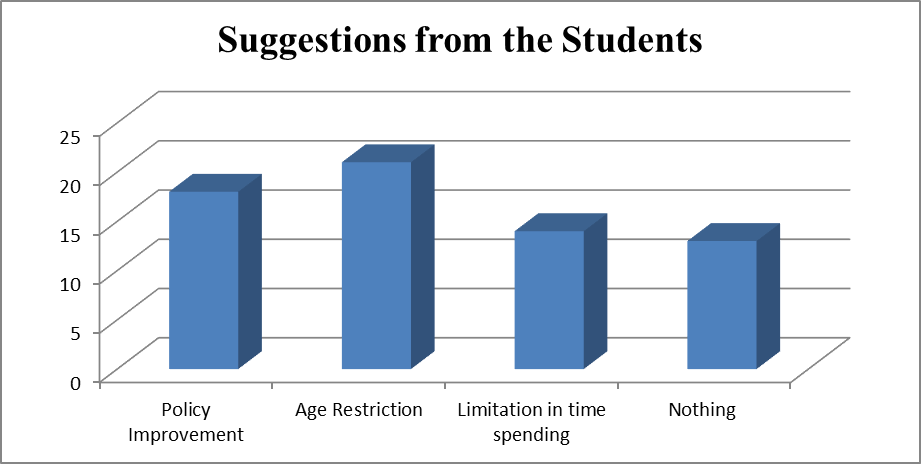 Suggestions from the Students
25
20
15
10
5
0
Policy
Improvement
Age Restriction
Limitation in time
spending
Nothing